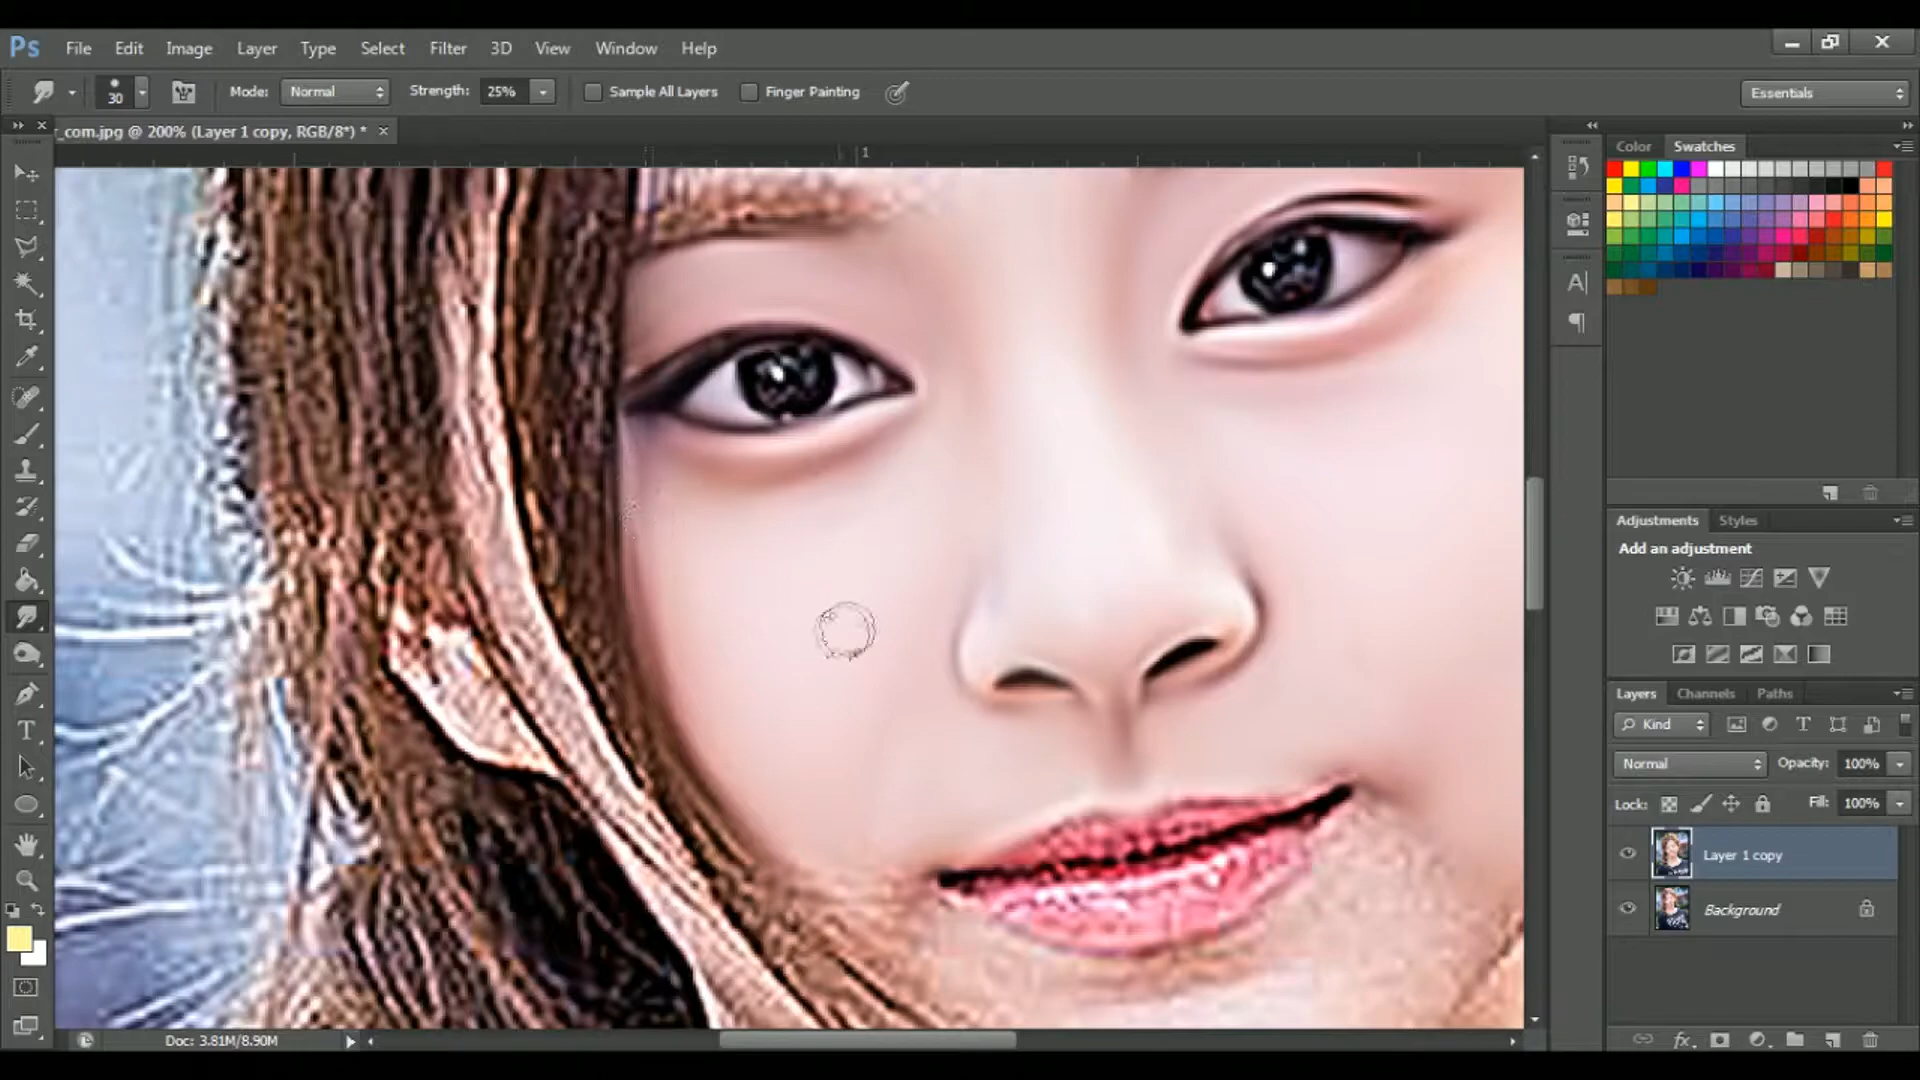 Ps File Edit Image Layer Type Select Filter 3D View Window Help
30 Mode: Normal Strength: 25% Sample All Layers Finger Painting Essentials
_com.jpg @ 200% (Layer 1 copy, RGB/8*) *
1
Color Swatches
A
Adjustments Styles
Add an adjustment
Layers Channels Paths
Kind
Normal Opacity: 100%
Lock: Fill: 100%
Layer 1 copy
Background
T
fx
Doc: 3.81M/8.90M